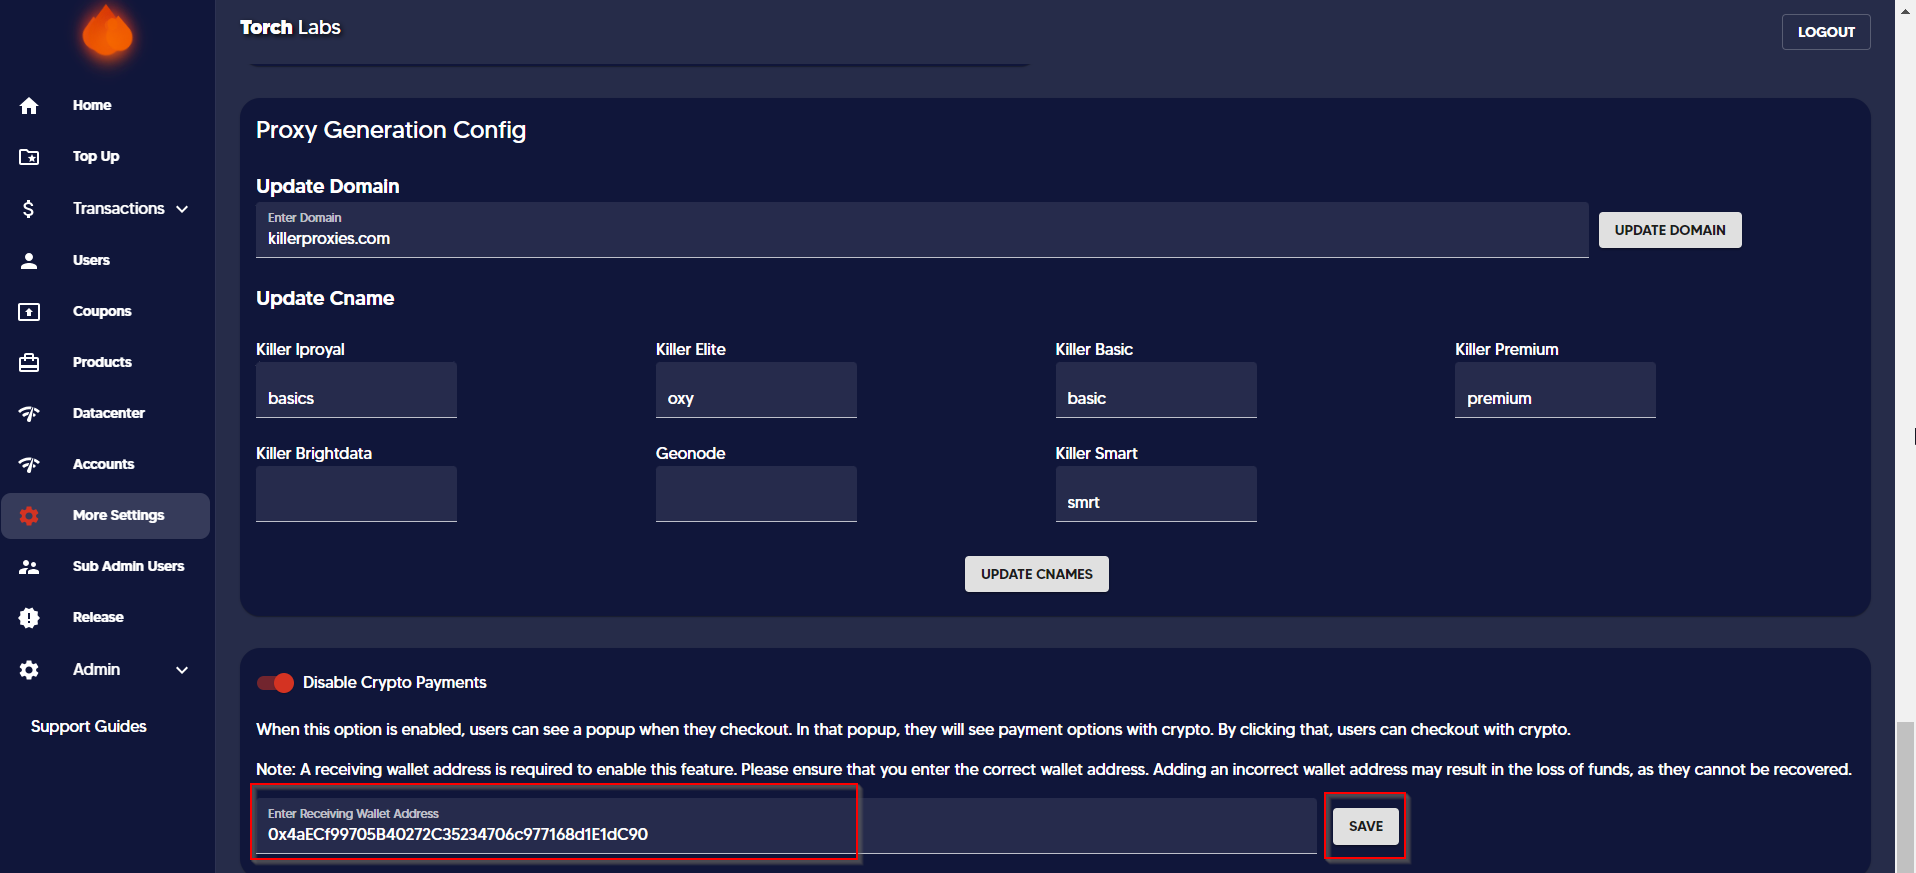 Torch Labs
LOGOUT
Home
Top Up
Transactions
Users
Coupons
Products
Datacenter
Accounts
More Settings
Sub Admin Users
Release
Admin
Support Guides
Proxy Generation Config
Update Domain
Enter Domain
killerproxies.com
UPDATE DOMAIN
Update Cname
Killer Iproyal
basics
Killer Elite
oxy
Killer Basic
basic
Killer Premium
premium
Killer Brightdata
Geonode
Killer Smart
smrt
UPDATE CNAMES
Disable Crypto Payments
When this option is enabled, users can see a popup when they checkout. In that popup, they will see payment options with crypto. By clicking that, users can checkout with crypto.
Note: A receiving wallet address is required to enable this feature. Please ensure that you enter the correct wallet address. Adding an incorrect wallet address may result in the loss of funds, as they cannot be recovered.
Enter Receiving Wallet Address
0x4aECf99705B40272C35234706c977168d1E1dC90
SAVE